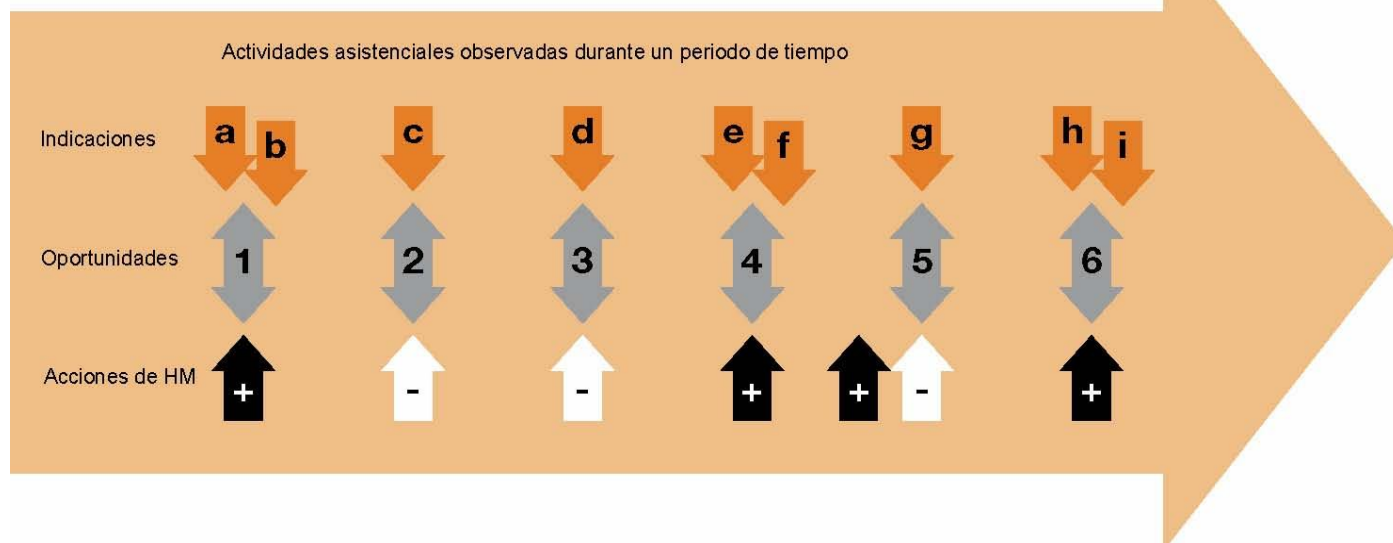 Actividades asistenciales observadas durante un periodo de tiempo
Indicaciones a b c d e f g h i
Oportunidades 1 2 3 4 5 6
Acciones de HM + - - + + - +